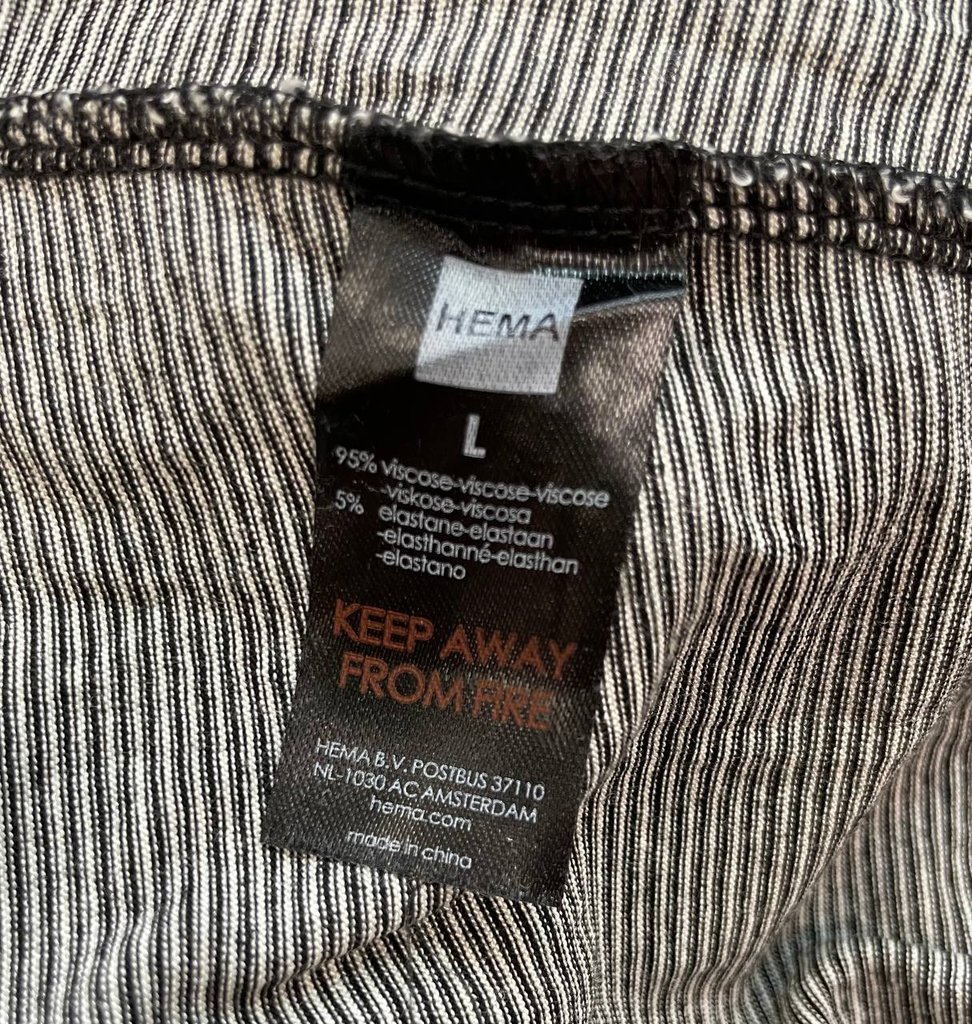 HEMA
L
95% viscose-viscose-viscose
-viskose-viscosa
5% elastane-elastaan
-elasthanné-elasthan
-elastano
KEEP AWAY
FROM FIRE
HEMA B.V. POSTBUS 37110
NL-1030 AC AMSTERDAM
hema.com
made in china